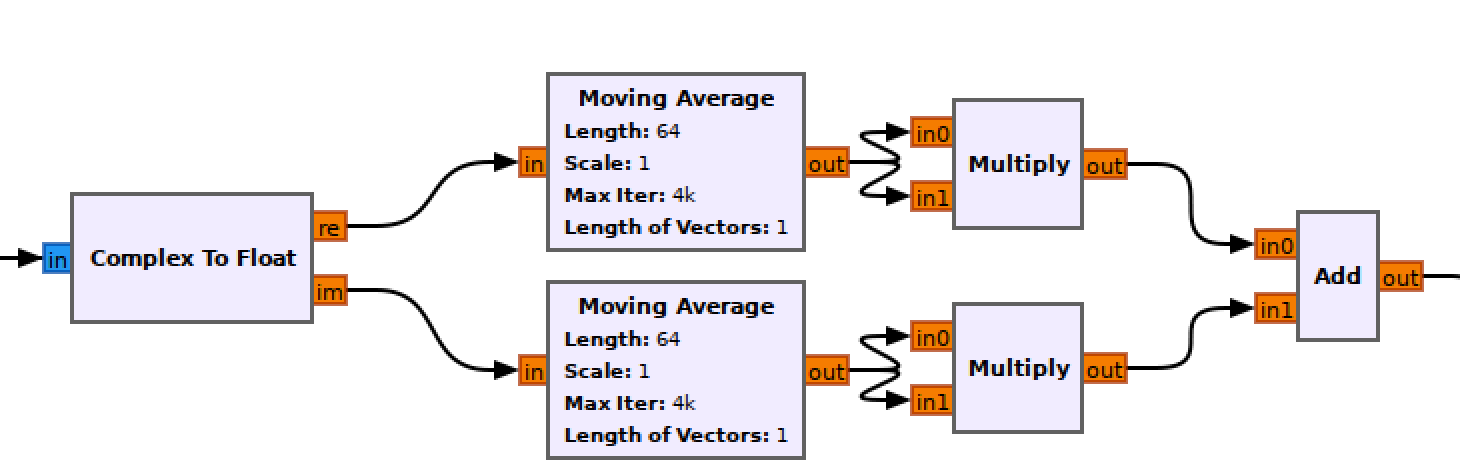 in
Complex To Float
re
im
in
Moving Average
Length: 64
Scale: 1
Max Iter: 4k
Length of Vectors: 1
out
in
Moving Average
Length: 64
Scale: 1
Max Iter: 4k
Length of Vectors: 1
out
in0
in1
Multiply
out
in0
in1
Multiply
out
in0
in1
Add
out